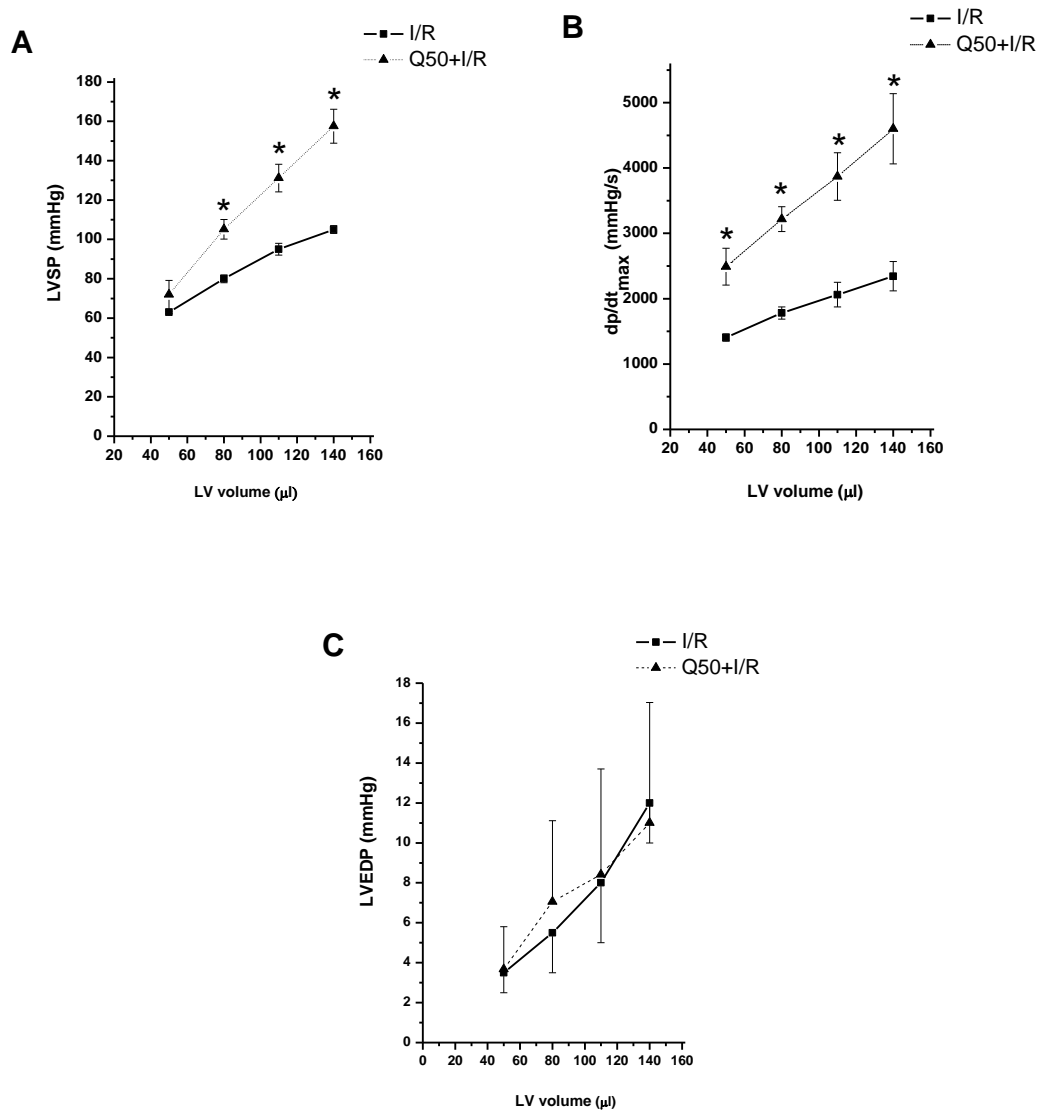 A
I/R
Q50+I/R
180
160
140
120
100
80
60
40
20
0
LVSP (mmHg)
* * *
20 40 60 80 100 120 140 160
LV volume (µl)
B
I/R
Q50+I/R
5000
4000
3000
2000
1000
0
dp/dtmax (mmHg/s)
* * * *
20 40 60 80 100 120 140 160
LV volume (µl)
C
I/R
Q50+I/R
18
16
14
12
10
8
6
4
2
0
LVEDP (mmHg)
0 20 40 60 80 100 120 140 160
LV volume (µl)